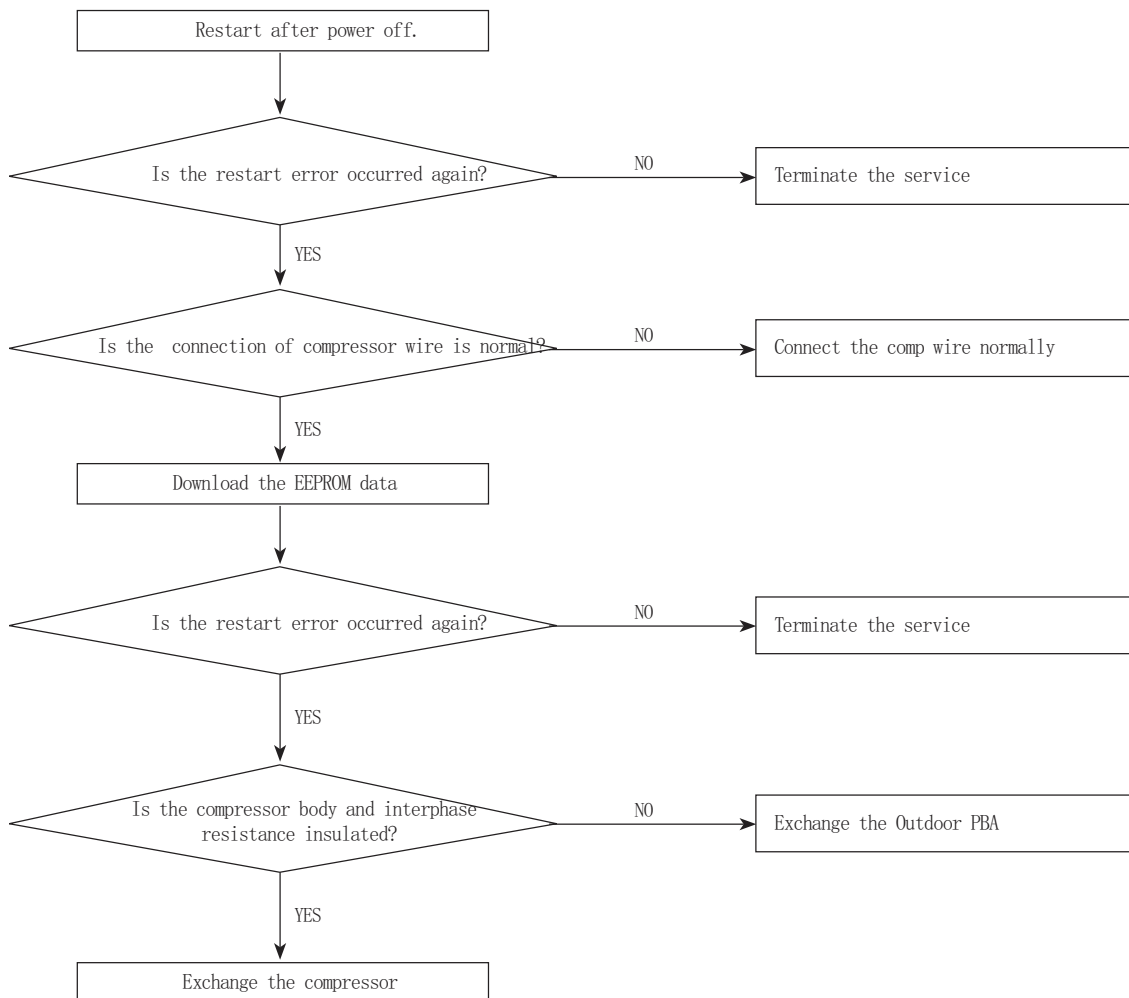 Restart after power off.
Is the restart error occurred again?
NO
Terminate the service
YES
Is the connection of compressor wire is normal?
NO
Connect the comp wire normally
YES
Download the EEPROM data
Is the restart error occurred again?
NO
Terminate the service
YES
Is the compressor body and interphase
resistance insulated?
NO
Exchange the Outdoor PBA
YES
Exchange the compressor